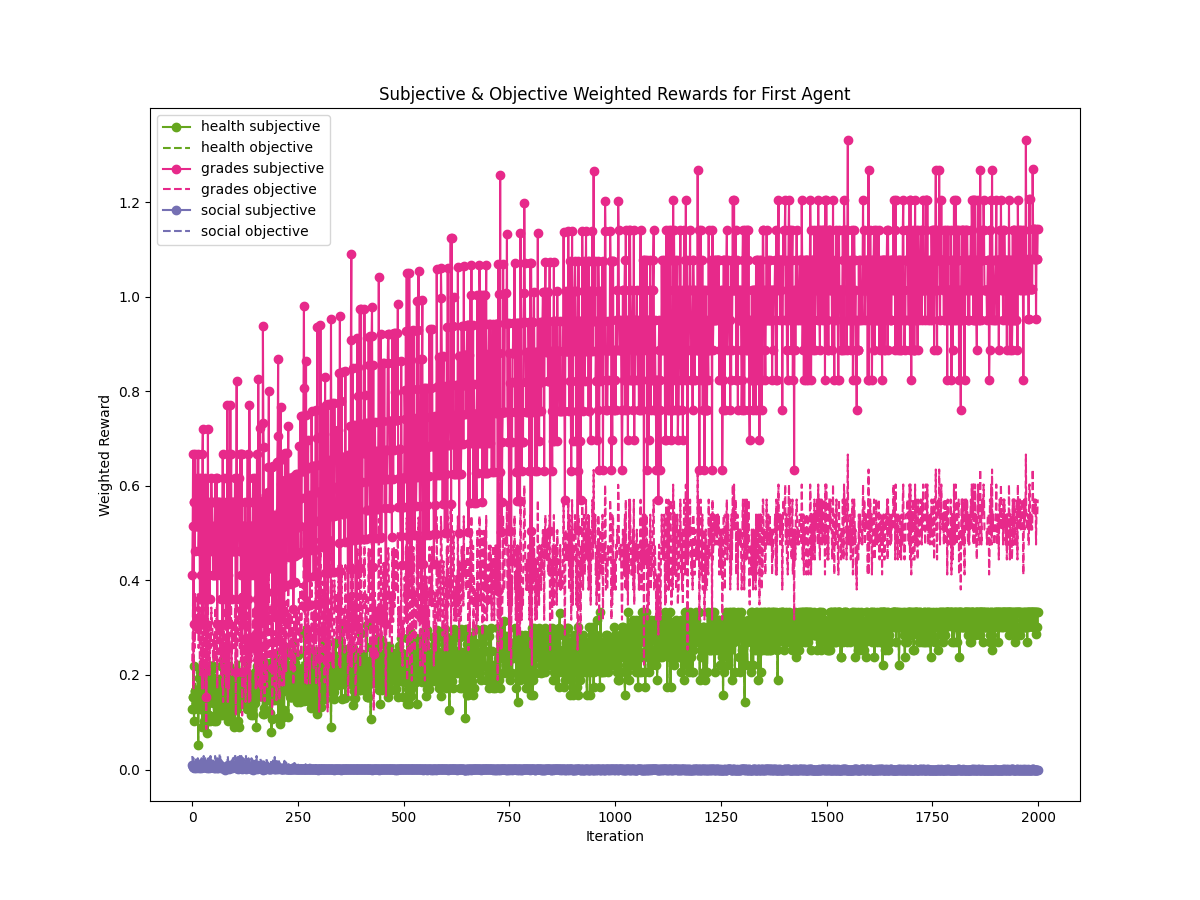 Subjective & Objective Weighted Rewards for First Agent
health subjective
health objective
grades subjective
grades objective
social subjective
social objective
Weighted Reward
1.2
1.0
0.8
0.6
0.4
0.2
0.0
0 250 500 750 1000 1250 1500 1750 2000
Iteration